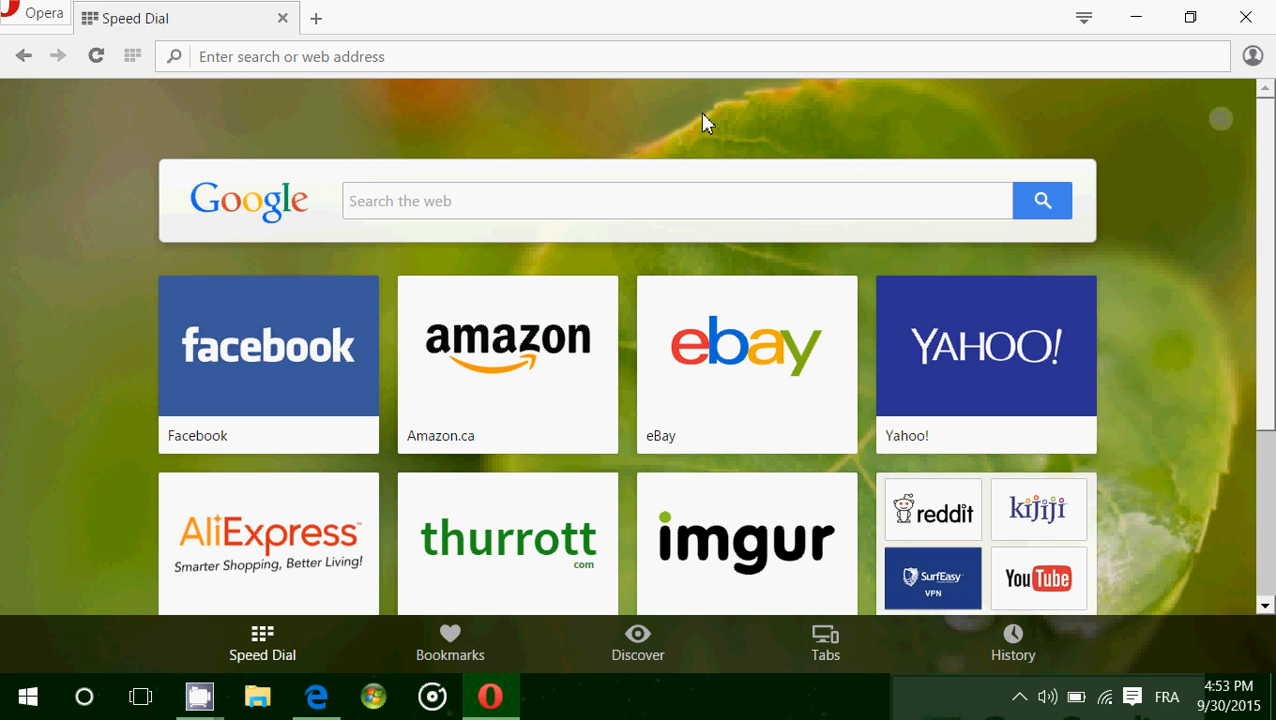 Opera
Speed Dial
Enter search or web address
Google
Search the web
facebook
amazon
ebay
YAHOO!
Facebook
Amazon.ca
eBay
Yahoo!
AliExpress™
Smarter Shopping, Better Living!
thurrott
com
imgur
reddit
kijiji
SurfEasy
VPN
YouTube
Speed Dial
Bookmarks
Discover
Tabs
History
FRA
4:53 PM
9/30/2015